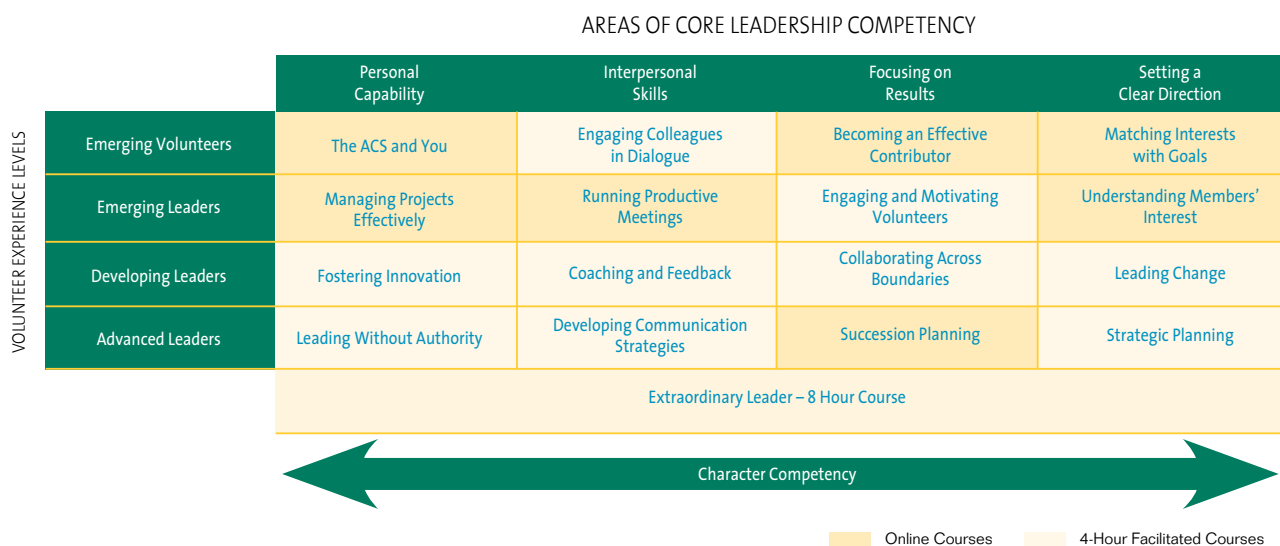 AREAS OF CORE LEADERSHIP COMPETENCY
Personal
Capability
Interpersonal
Skills
Focusing on
Results
Setting a
Clear Direction
VOLUNTEER EXPERIENCE LEVELS
Emerging Volunteers
The ACS and You
Engaging Colleagues
in Dialogue
Becoming an Effective
Contributor
Matching Interests
with Goals
Emerging Leaders
Managing Projects
Effectively
Running Productive
Meetings
Engaging and Motivating
Volunteers
Understanding Members’
Interest
Developing Leaders
Fostering Innovation
Coaching and Feedback
Collaborating Across
Boundaries
Leading Change
Advanced Leaders
Leading Without Authority
Developing Communication
Strategies
Succession Planning
Strategic Planning
Extraordinary Leader – 8 Hour Course
Character Competency
Online Courses
4-Hour Facilitated Courses